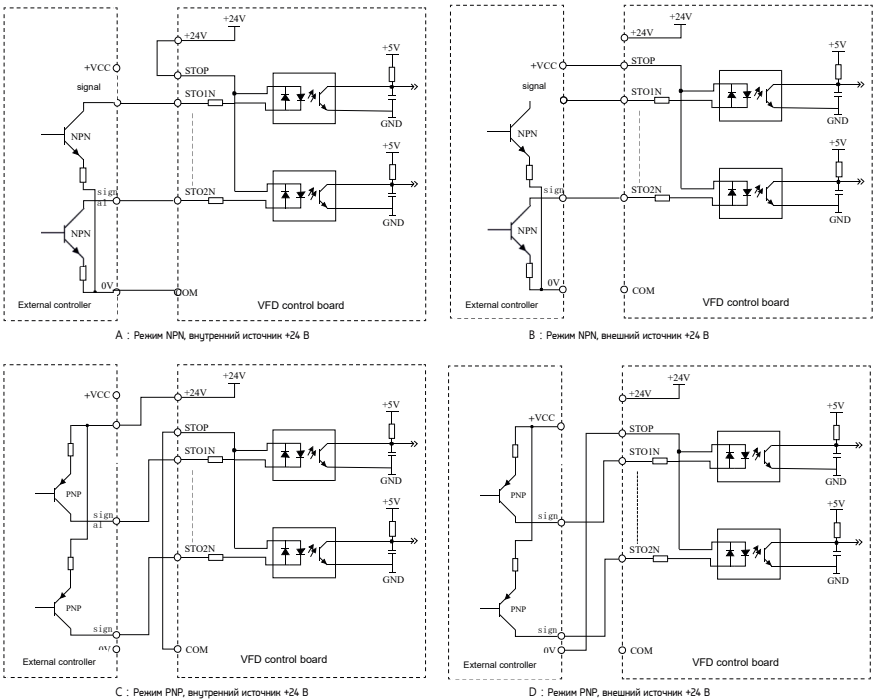 +24V
+24V
+VCC
STOP
+5V
signal
STO1N
NPN
GND
+5V
sign
al
STO2N
NPN
GND
0V
COM
External controller
VFD control board
A : Режим NPN, внутренний источник +24 В
+24V
+24V
+VCC
STOP
+5V
signal
STO1N
NPN
GND
+5V
sign
STO2N
NPN
GND
0V
COM
External controller
VFD control board
B : Режим NPN, внешний источник +24 В
+24V
+24V
+VCC
STOP
+5V
STO1N
PNP
GND
sign
al
+5V
STO2N
PNP
GND
sign
0V
COM
External controller
VFD control board
C : Режим PNP, внутренний источник +24 В
+24V
+24V
+VCC
STOP
+5V
STO1N
PNP
GND
sign
+5V
STO2N
PNP
GND
sign
0V
COM
External controller
VFD control board
D : Режим PNP, внешний источник +24 В